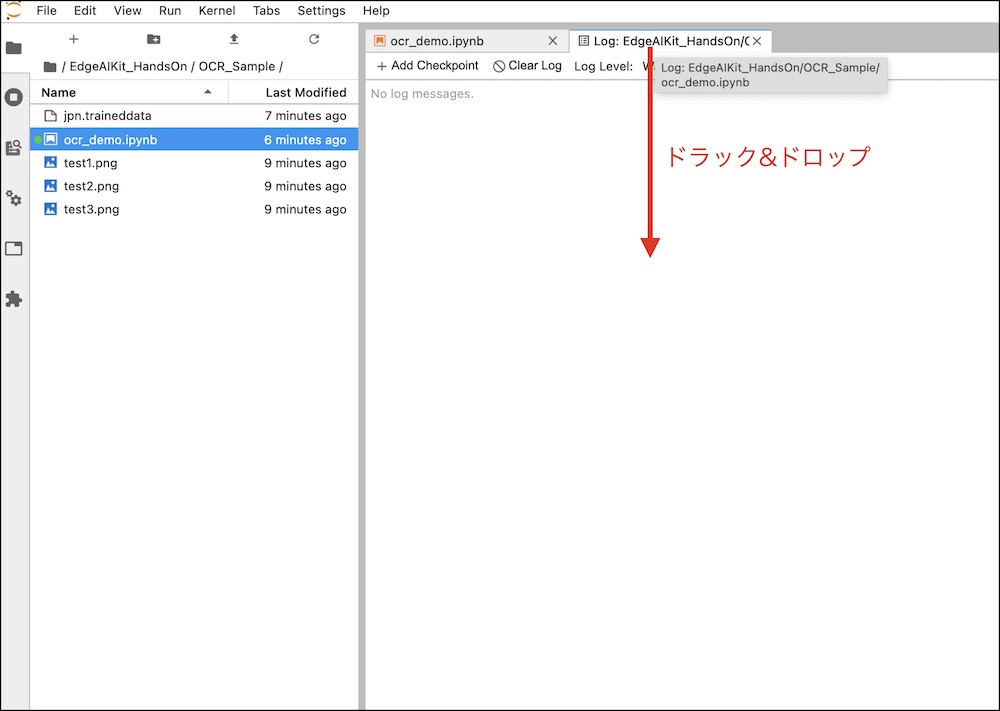 File Edit View Run Kernel Tabs Settings Help
ocr_demo.ipynb
Log: EdgeAIKit_HandsOn/(
/ EdgeAIKit_HandsOn / OCR_Sample /
Add Checkpoint Clear Log Log Level:
Log: EdgeAIKit_HandsOn/OCR_Sample/
ocr_demo.ipynb
Name Last Modified
No log messages.
jpn.traineddata 7 minutes ago
ocr_demo.ipynb 6 minutes ago
test1.png 9 minutes ago
test2.png 9 minutes ago
test3.png 9 minutes ago
ドラック&ドロップ